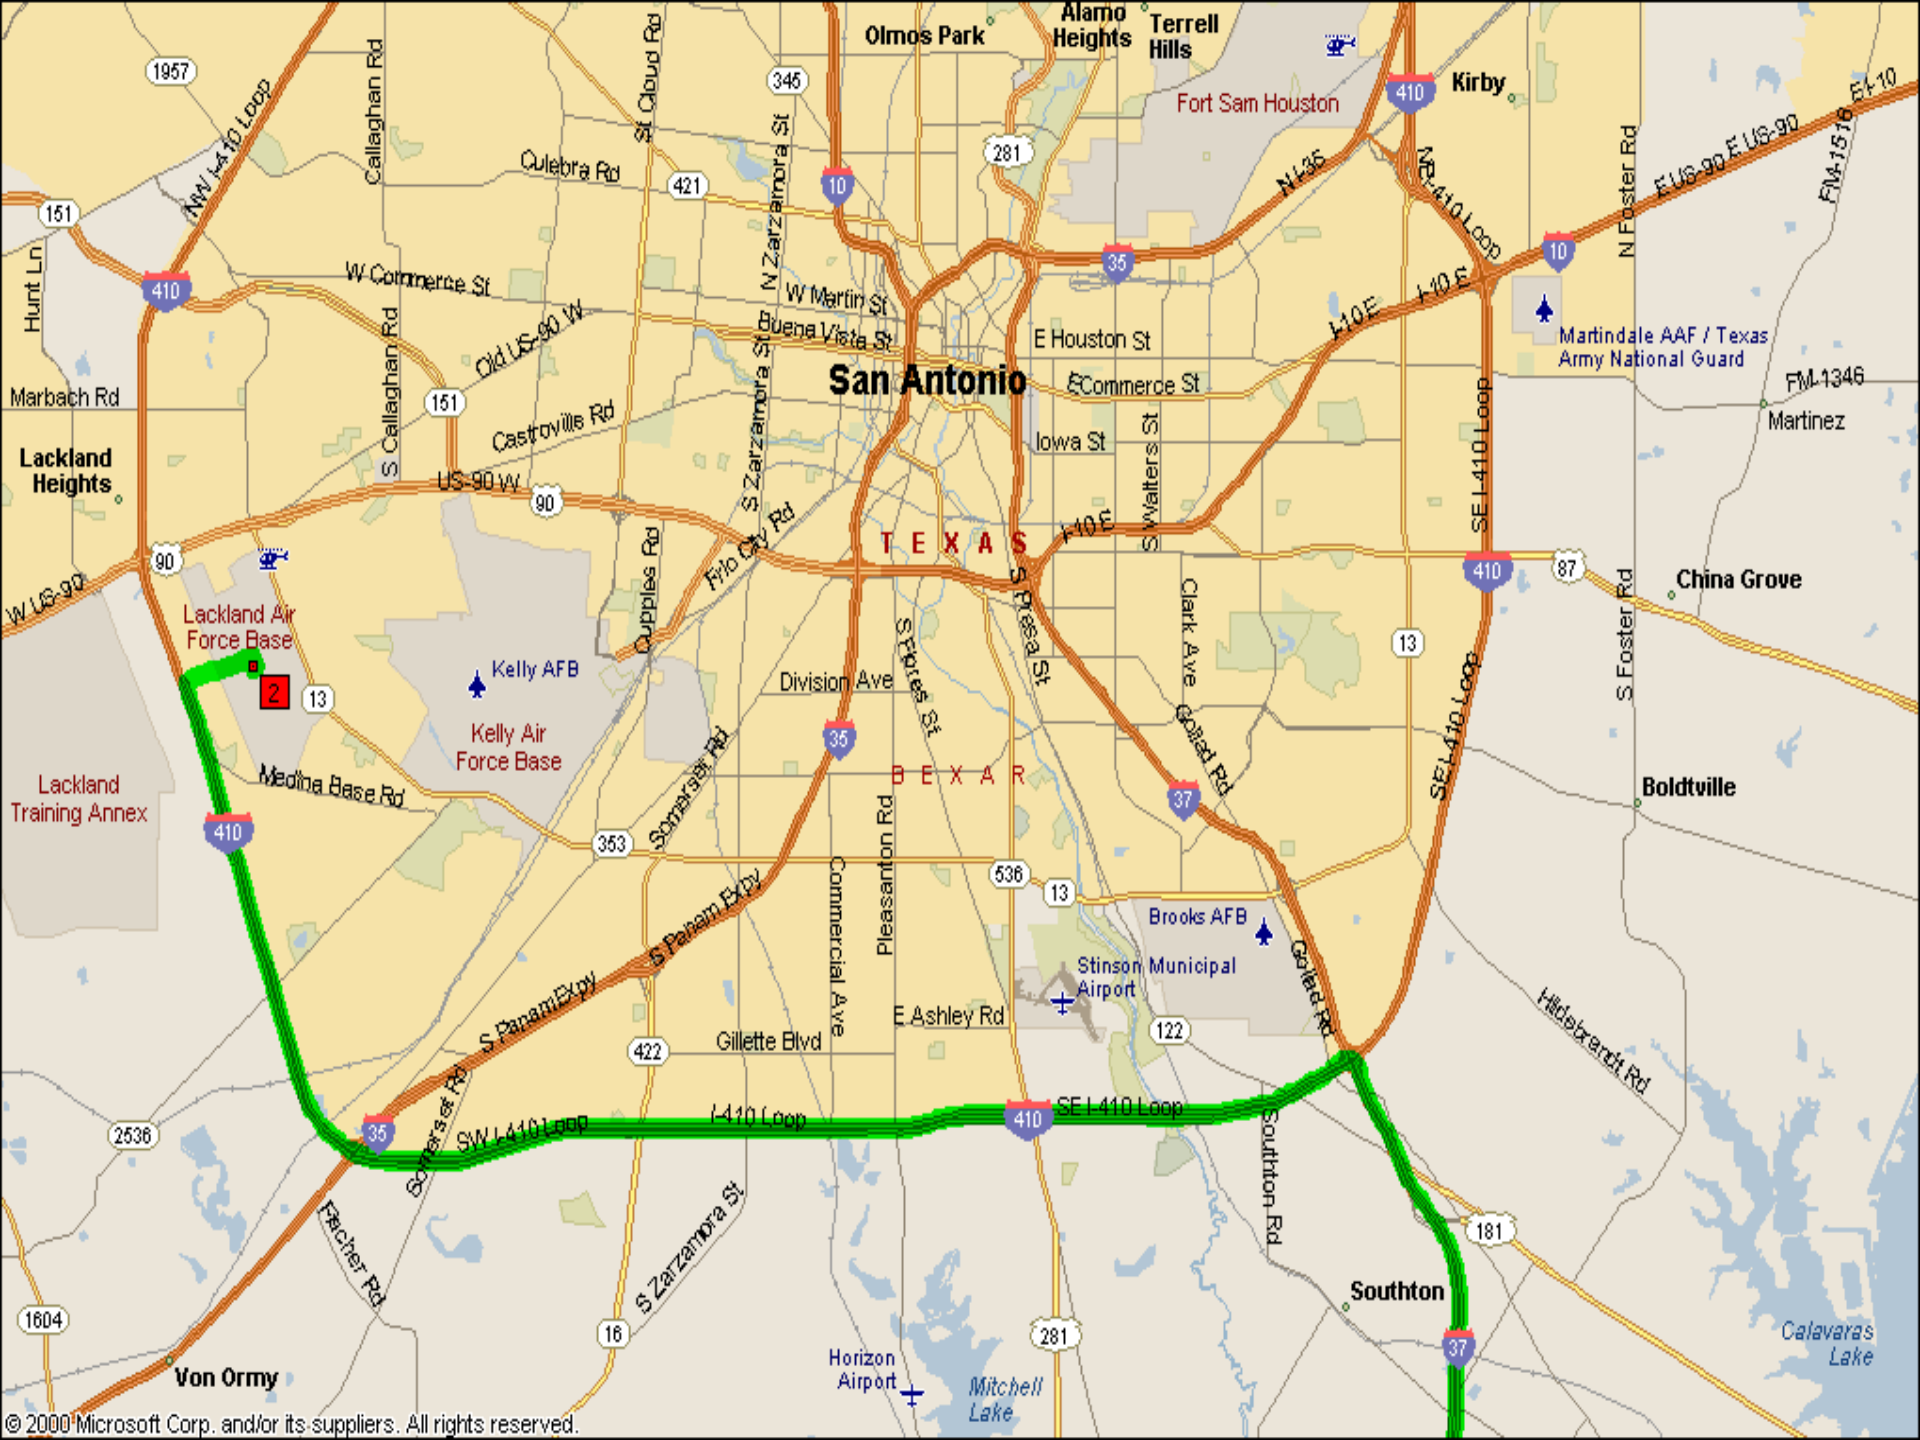 Olmos Park
Alamo
Heights
Terrell
Hills
1957
Callaghan Rd
St Cloud Rd
345
Fort Sam Houston
410
Kirby
E I-10
NW I-410 Loop
Culebra Rd
421
N Zarzamora St
10
281
N I-35
NE I-410 Loop
N Foster Rd
E US-90
E US-90
FM-1516
151
Hunt Ln
410
W Commerce St
W Martin St
35
I-10 E
I-10 E
10
S Callaghan Rd
Old US-90 W
Buena Vista St
E Houston St
Martindale AAF / Texas
Army National Guard
San Antonio
E Commerce St
FM-1346
Marbach Rd
151
Castroville Rd
S Zarzamora St
Iowa St
S Walters St
SE I-410 Loop
Martinez
Lackland
Heights
US-90 W
90
Frio City Rd
I-10 E
TEXAS
90
W US-90
Cupples Rd
S Presa St
410
87
China Grove
Lackland Air
Force Base
Clark Ave
S Foster Rd
13
2
13
Kelly AFB
Kelly Air
Force Base
Division Ave
S Flores St
35
Goliad Rd
SE I-410 Loop
Lackland
Training Annex
Medina Base Rd
Somerset Rd
BEXAR
37
Boldtville
410
353
Pleasanton Rd
Commercial Ave
536
13
S Panam Expy
Brooks AFB
Goliad Rd
Stinson Municipal
Airport
S Panam Expy
E Ashley Rd
122
Hildebrandt Rd
422
Gillette Blvd
2536
35
Somerset Rd
SW I-410 Loop
I-410 Loop
410
SE I-410 Loop
Southton Rd
Fischer Rd
S Zarzamora St
181
1604
16
281
Southton
37
Calavaras
Lake
Von Ormy
Horizon
Airport
Mitchell
Lake
© 2000 Microsoft Corp. and/or its suppliers. All rights reserved.